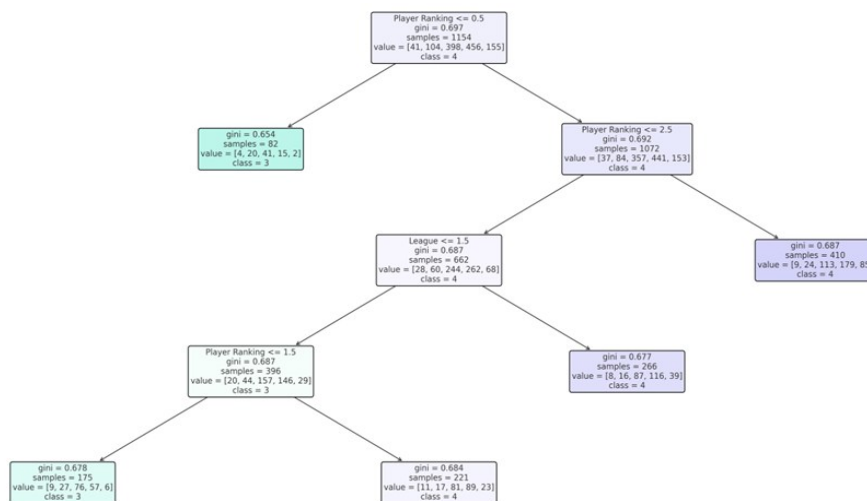 Player Ranking <= 0.5
gini = 0.697
samples = 1154
value = [41, 104, 398, 456, 155]
class = 4
gini = 0.654
samples = 82
value = [4, 20, 41, 15, 2]
class = 3
Player Ranking <= 2.5
gini = 0.692
samples = 1072
value = [37, 84, 357, 441, 153]
class = 4
League <= 1.5
gini = 0.687
samples = 662
value = [28, 60, 244, 262, 68]
class = 4
gini = 0.687
samples = 410
value = [9, 24, 113, 179, 85
class = 4
Player Ranking <= 1.5
gini = 0.687
samples = 396
value = [20, 44, 157, 146, 29]
class = 3
gini = 0.677
samples = 266
value = [8, 16, 87, 116, 39]
class = 4
gini = 0.678
samples = 175
value = [9, 27, 76, 57, 6]
class = 3
gini = 0.684
samples = 221
value = [11, 17, 81, 89, 23]
class = 4